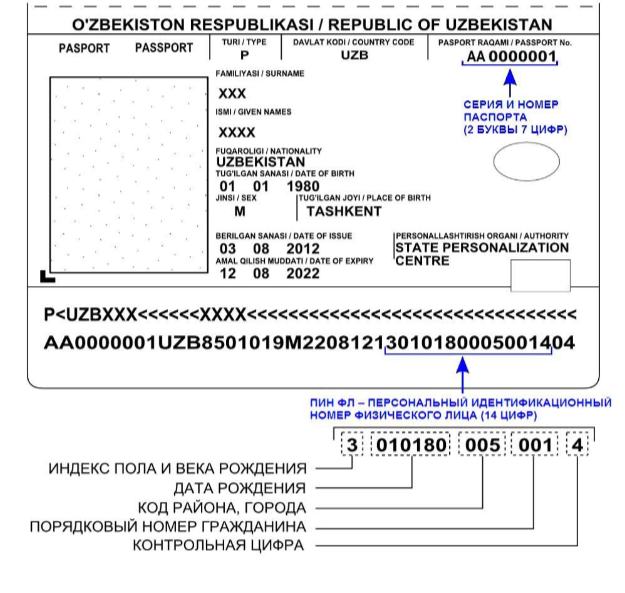 O'ZBEKISTON RESPUBLIKASI / REPUBLIC OF UZBEKISTAN
PASPORT PASSPORT
TURI / TYPE
P
DAVLAT KODI / COUNTRY CODE
UZB
PASPORT RAQAMI / PASSPORT No.
AA 0000001
СЕРИЯ И НОМЕР
ПАСПОРТА
(2 БУКВЫ 7 ЦИФР)
FAMILIYASI / SURNAME
XXX
ISMI / GIVEN NAMES
XXXX
FUQAROLIGI / NATIONALITY
UZBEKISTAN
TUG'ILGAN SANASI / DATE OF BIRTH
01 01 1980
JINSI / SEX
M
TUG'ILGAN JOYI / PLACE OF BIRTH
TASHKENT
BERILGAN SANASI / DATE OF ISSUE
03 08 2012
AMAL QILISH MUDDATI / DATE OF EXPIRY
12 08 2022
PERSONALLASHTIRISH ORGANI / AUTHORITY
STATE PERSONALIZATION
CENTRE
P<UZBXXX<<<<<<XXXX<<<<<<<<<<<<<<<<<<<<<<<<<<<<<<<
AA0000001UZB8501019M22081213010180005001404
ПИН ФЛ – ПЕРСОНАЛЬНЫЙ ИДЕНТИФИКАЦИОННЫЙ
НОМЕР ФИЗИЧЕСКОГО ЛИЦА (14 ЦИФР)
3 010180 005 001 4
ИНДЕКС ПОЛА И ВЕКА РОЖДЕНИЯ
ДАТА РОЖДЕНИЯ
КОД РАЙОНА, ГОРОДА
ПОРЯДКОВЫЙ НОМЕР ГРАЖДАНИНА
КОНТРОЛЬНАЯ ЦИФРА